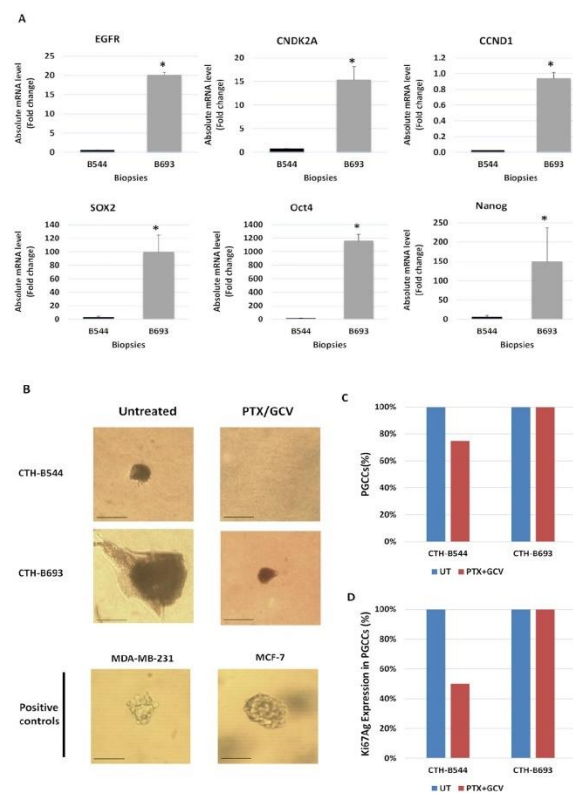 A
EGFR
Absolute mRNA level
(Fold change)
25
20
15
10
5
0
*
B544
B693
Biopsies
CNDK2A
Absolute mRNA level
(Fold change)
20
15
10
5
0
*
B544
B693
Biopsies
CCND1
Absolute mRNA level
(Fold change)
1.2
1.0
0.8
0.6
0.4
0.2
0.0
*
B544
B693
Biopsies
SOX2
Absolute mRNA level
(Fold change)
140
120
100
80
60
40
20
0
*
B544
B693
Biopsies
Oct4
Absolute mRNA level
(Fold change)
1400
1200
1000
800
600
400
200
0
*
B544
B693
Biopsies
Nanog
Absolute mRNA level
(Fold change)
250
200
150
100
50
0
*
B544
B693
Biopsies
B
Untreated
PTX/GCV
CTH-B544
CTH-B693
MDA-MB-231
MCF-7
Positive
controls
C
PGCCs(%)
100%
80%
60%
40%
20%
0%
CTH-B544
CTH-B693
UT
PTX+GCV
D
Ki67Ag Expression in PGCCs (%)
100%
80%
60%
40%
20%
0%
CTH-B544
CTH-B693
UT
PTX+GCV